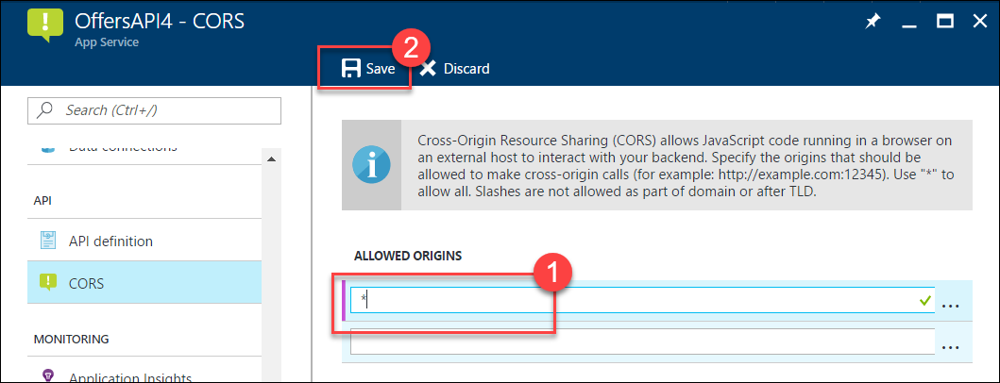 OffersAPI4 - CORS
App Service
2
Save
Discard
Search (Ctrl+/)
Data connections
API
API definition
CORS
MONITORING
Application Insights
Cross-Origin Resource Sharing (CORS) allows JavaScript code running in a browser on
an external host to interact with your backend. Specify the origins that should be
allowed to make cross-origin calls (for example: http://example.com:12345). Use "*" to
allow all. Slashes are not allowed as part of domain or after TLD.
ALLOWED ORIGINS
1
*
...
...